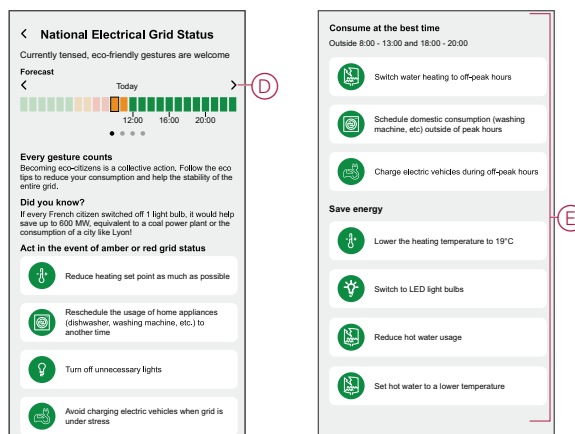 National Electrical Grid Status
Currently tensed, eco-friendly gestures are welcome
Forecast
Today
12:00 16:00 20:00
D
Every gesture counts
Becoming eco-citizens is a collective action. Follow the eco
tips to reduce your consumption and help the stability of the
entire grid.
Did you know?
If every French citizen switched off 1 light bulb, it would help
save up to 600 MW, equivalent to a coal power plant or the
consumption of a city like Lyon!
Act in the event of amber or red grid status
Reduce heating set point as much as possible
Reschedule the usage of home appliances
(dishwasher, washing machine, etc.) to
another time
Turn off unnecessary lights
Avoid charging electric vehicles when grid is
under stress
Consume at the best time
Outside 8:00 - 13:00 and 18:00 - 20:00
Switch water heating to off-peak hours
Schedule domestic consumption (washing
machine, etc) outside of peak hours
Charge electric vehicles during off-peak hours
Save energy
Lower the heating temperature to 19°C
Switch to LED light bulbs
Reduce hot water usage
Set hot water to a lower temperature
E